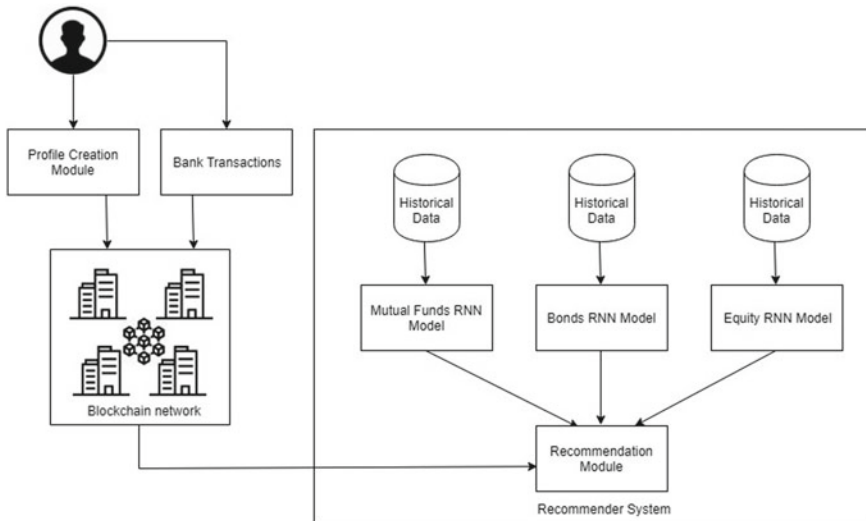 Profile Creation
Module
Bank Transactions
Blockchain network
Historical
Data
Historical
Data
Historical
Data
Mutual Funds RNN
Model
Bonds RNN Model
Equity RNN Model
Recommendation
Module
Recommender System